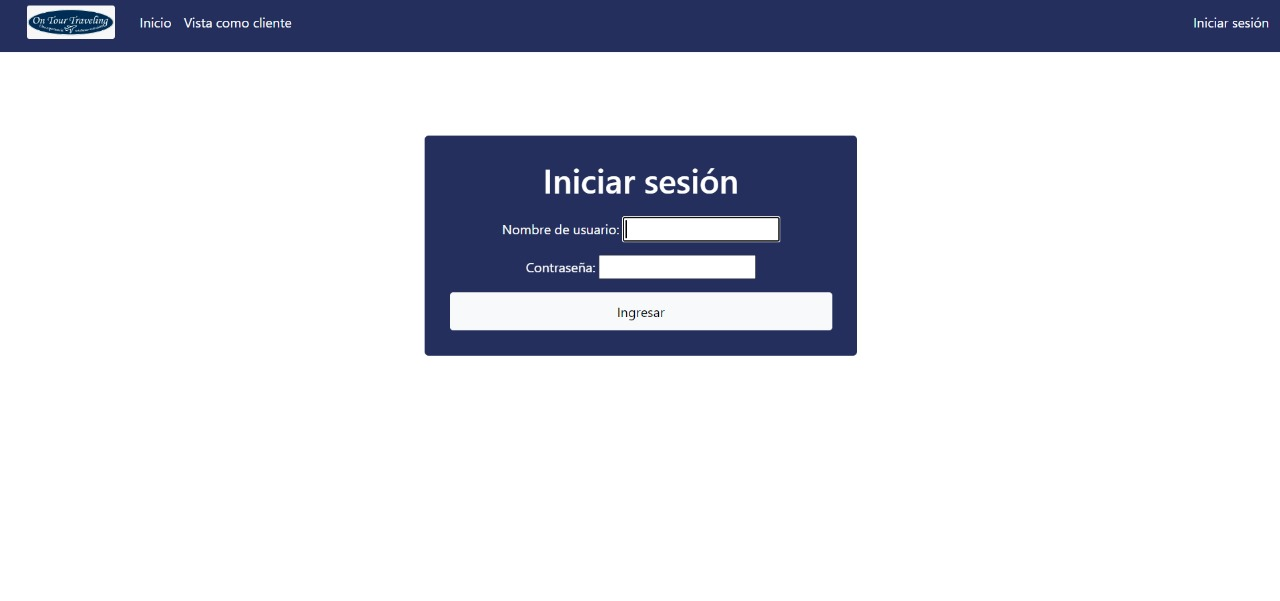 On Tour Traveling
Inicio Vista como cliente Iniciar sesión
Iniciar sesión
Nombre de usuario:
Contraseña:
Ingresar